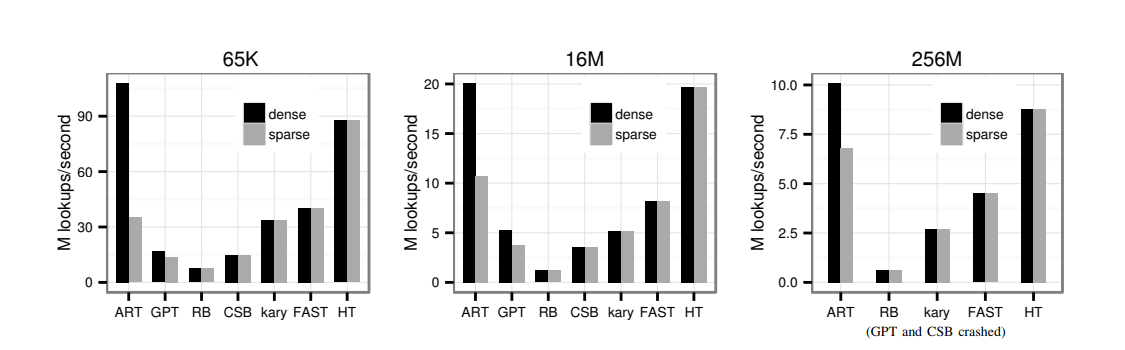 65K
M lookups/second
90
60
30
0
dense
sparse
ART GPT RB CSB kary FAST HT
16M
M lookups/second
20
15
10
5
0
dense
sparse
ART GPT RB CSB kary FAST HT
256M
M lookups/second
10.0
7.5
5.0
2.5
0.0
dense
sparse
ART RB kary FAST HT
(GPT and CSB crashed)